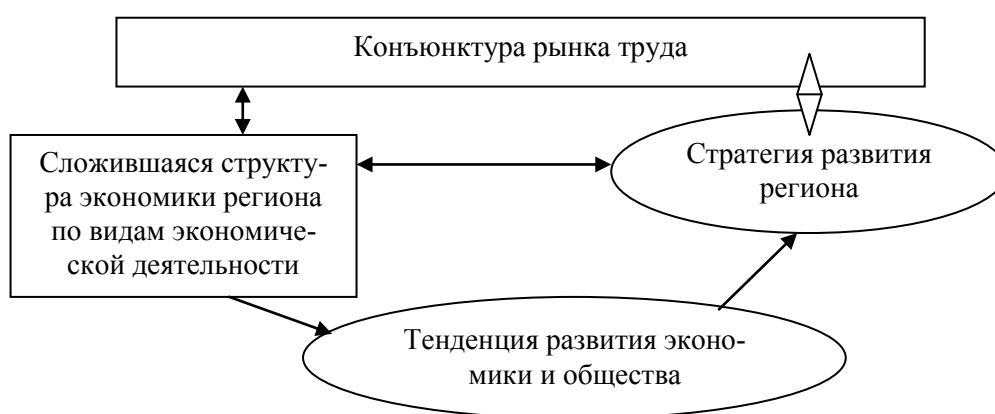 Конъюнктура рынка труда
Сложившаяся структу-
ра экономики региона
по видам экономиче-
ской деятельности
Стратегия развития
региона
Тенденция развития эконо-
мики и общества